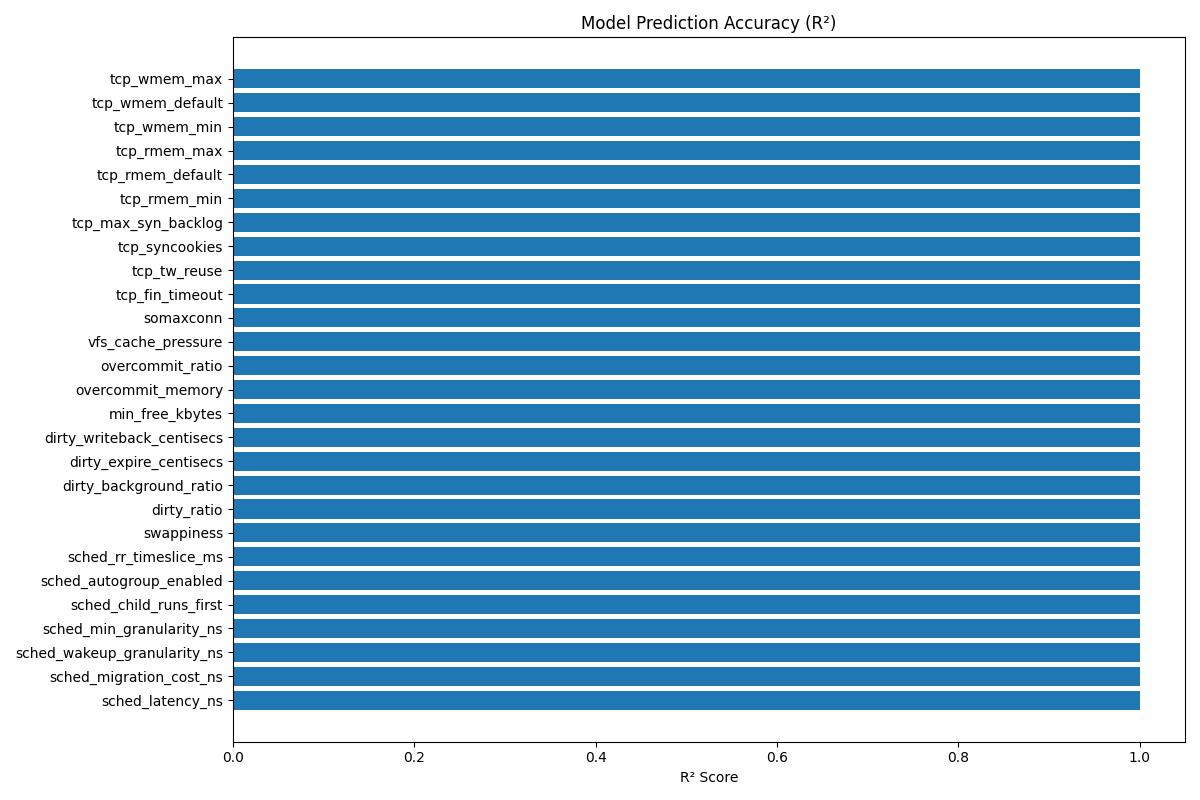 Model Prediction Accuracy (R²)
tcp_wmem_max
tcp_wmem_default
tcp_wmem_min
tcp_rmem_max
tcp_rmem_default
tcp_rmem_min
tcp_max_syn_backlog
tcp_syncookies
tcp_tw_reuse
tcp_fin_timeout
somaxconn
vfs_cache_pressure
overcommit_ratio
overcommit_memory
min_free_kbytes
dirty_writeback_centisecs
dirty_expire_centisecs
dirty_background_ratio
dirty_ratio
swappiness
sched_rr_timeslice_ms
sched_autogroup_enabled
sched_child_runs_first
sched_min_granularity_ns
sched_wakeup_granularity_ns
sched_migration_cost_ns
sched_latency_ns
0.0 0.2 0.4 0.6 0.8 1.0
R² Score